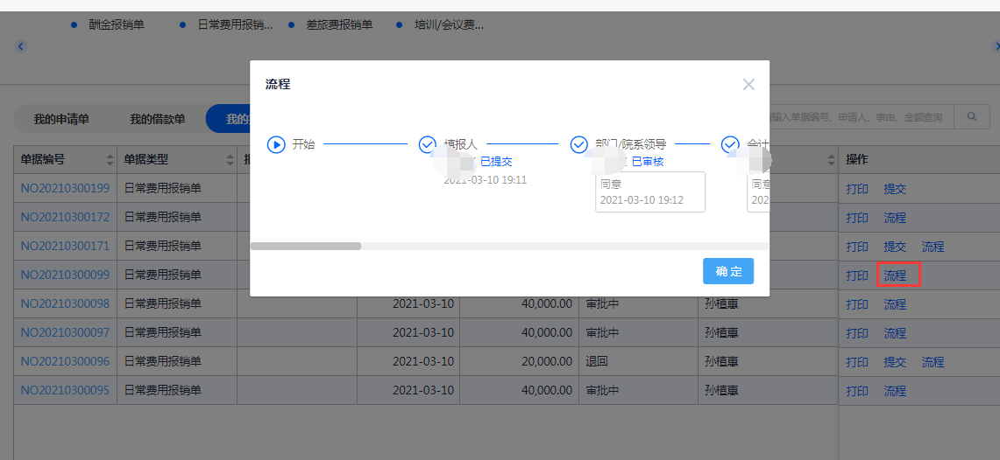 酬金报销单 日常费用报销... 差旅费报销单 培训/会议费...
流程
我的申请单 我的借款单 我的
输入单据编号、申请人、事由、金额查询
开始 填报人 部门/院系领导 会计
已提交 已审核
2021-03-10 19:11 同意 同意
2021-03-10 19:12 202
确 定
单据编号 单据类型 操作
NO20210300199 日常费用报销单 打印 提交
NO20210300172 日常费用报销单 打印 流程
NO20210300171 日常费用报销单 打印 提交 流程
NO20210300099 日常费用报销单 打印 流程
NO20210300098 日常费用报销单 2021-03-10 40,000.00 审批中 孙植惠 打印 流程
NO20210300097 日常费用报销单 2021-03-10 40,000.00 审批中 孙植惠 打印 流程
NO20210300096 日常费用报销单 2021-03-10 20,000.00 退回 孙植惠 打印 提交 流程
NO20210300095 日常费用报销单 2021-03-10 40,000.00 审批中 孙植惠 打印 流程